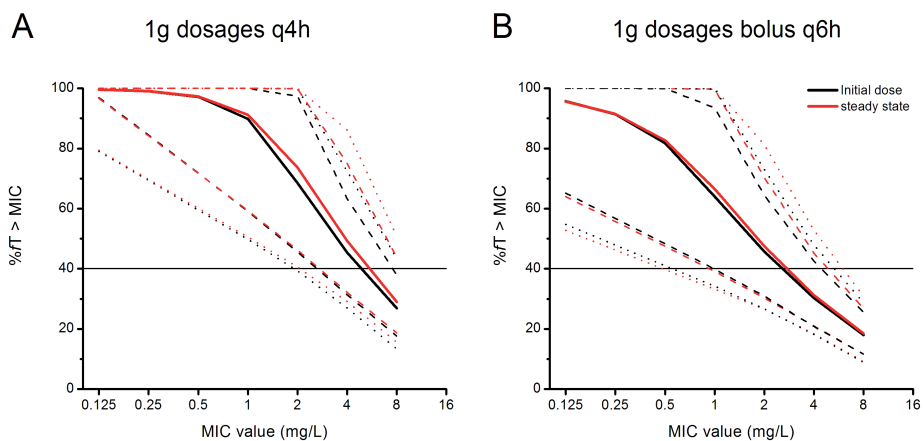 A
1g dosages q4h
%fT > MIC
100
80
60
40
20
0
0.125 0.25 0.5 1 2 4 8 16
MIC value (mg/L)
B
1g dosages bolus q6h
Initial dose
steady state
%fT > MIC
100
80
60
40
20
0
0.125 0.25 0.5 1 2 4 8 16
MIC value (mg/L)